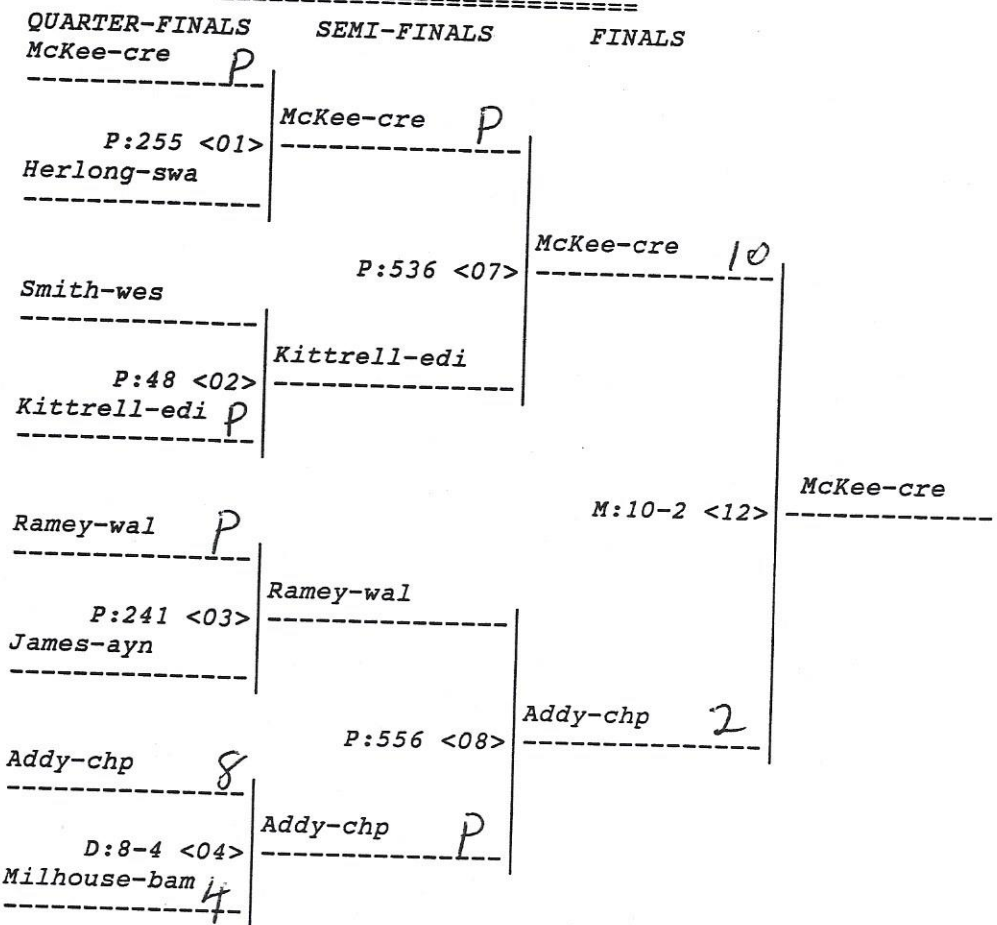 ===========================
QUARTER-FINALS SEMI-FINALS FINALS
McKee-cre P
McKee-cre P
P:255 <01>
Herlong-swa
McKee-cre 10
P:536 <07>
Smith-wes
Kittrell-edi
P:48 <02>
Kittrell-edi P
McKee-cre
M:10-2 <12>
Ramey-wal P
Ramey-wal
P:241 <03>
James-ayn
Addy-chp 2
P:556 <08>
Addy-chp 8
Addy-chp P
D:8-4 <04>
Milhouse-bam 4